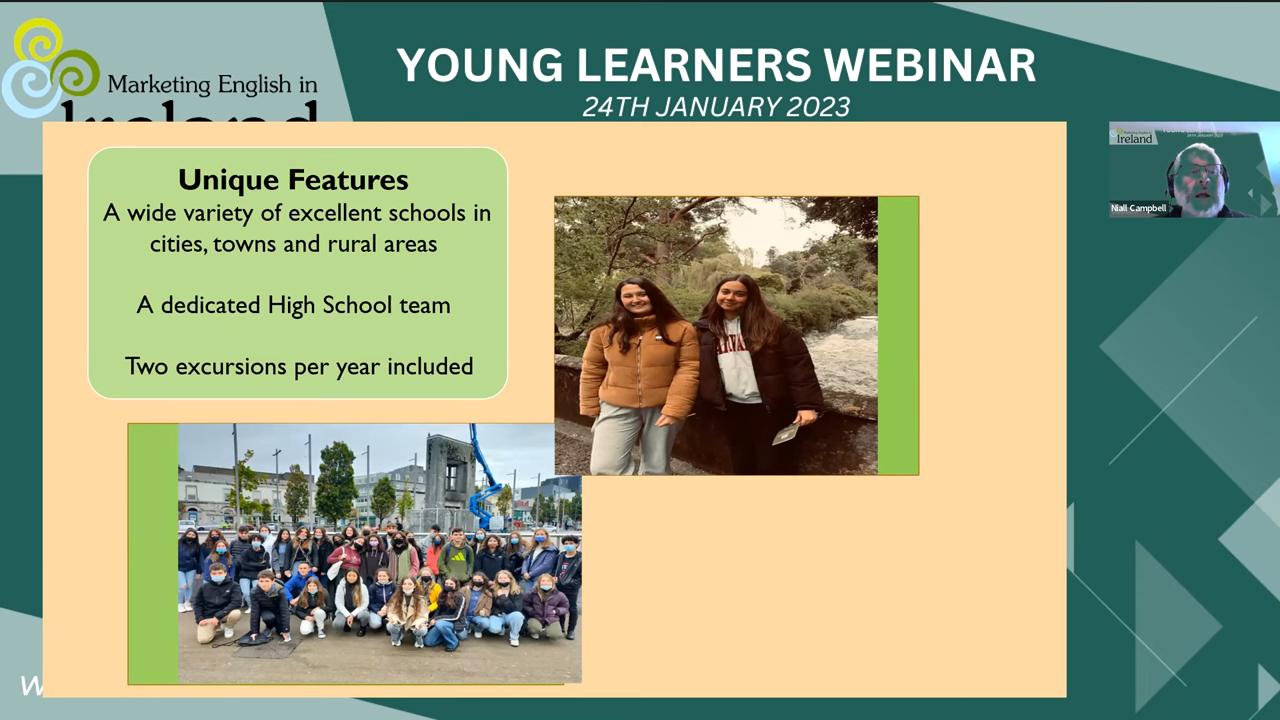 YOUNG LEARNERS WEBINAR
24TH JANUARY 2023
Marketing English in
Ireland
Unique Features
A wide variety of excellent schools in
cities, towns and rural areas
A dedicated High School team
Two excursions per year included
Ireland
Niall Campbell
W